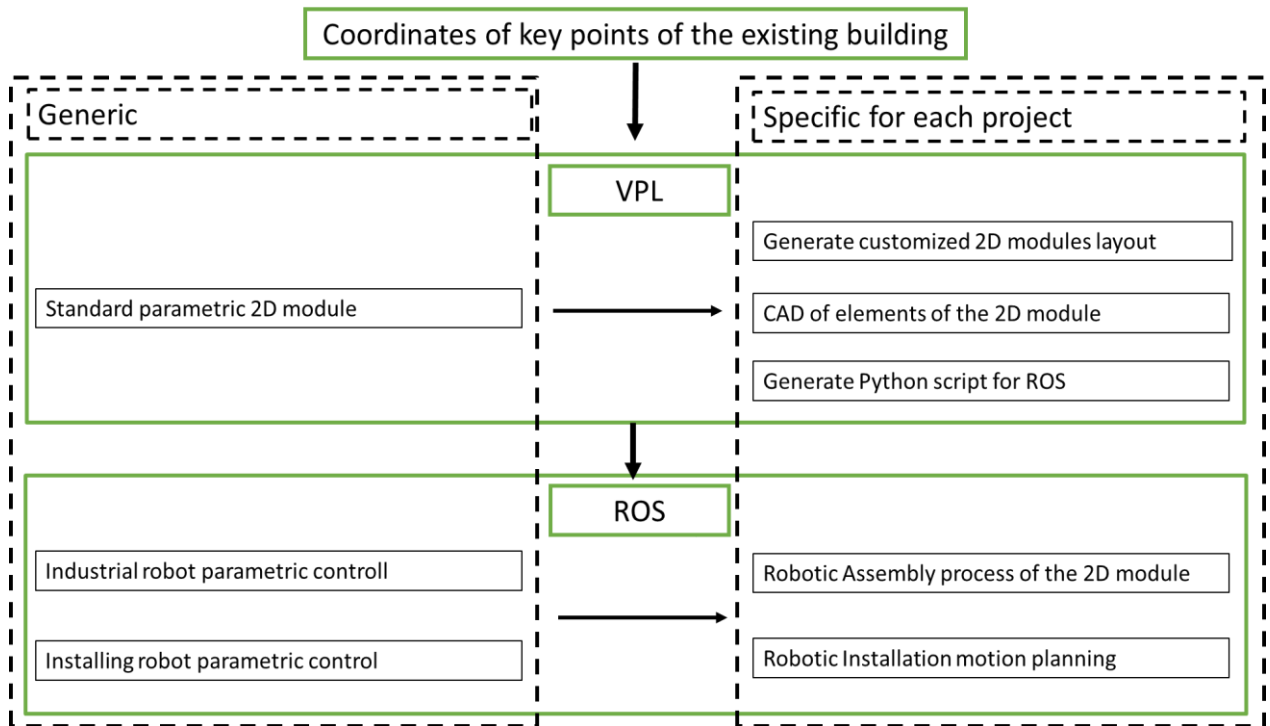 Coordinates of key points of the existing building
Generic
Specific for each project
VPL
Generate customized 2D modules layout
Standard parametric 2D module
CAD of elements of the 2D module
Generate Python script for ROS
ROS
Industrial robot parametric controll
Robotic Assembly process of the 2D module
Installing robot parametric control
Robotic Installation motion planning